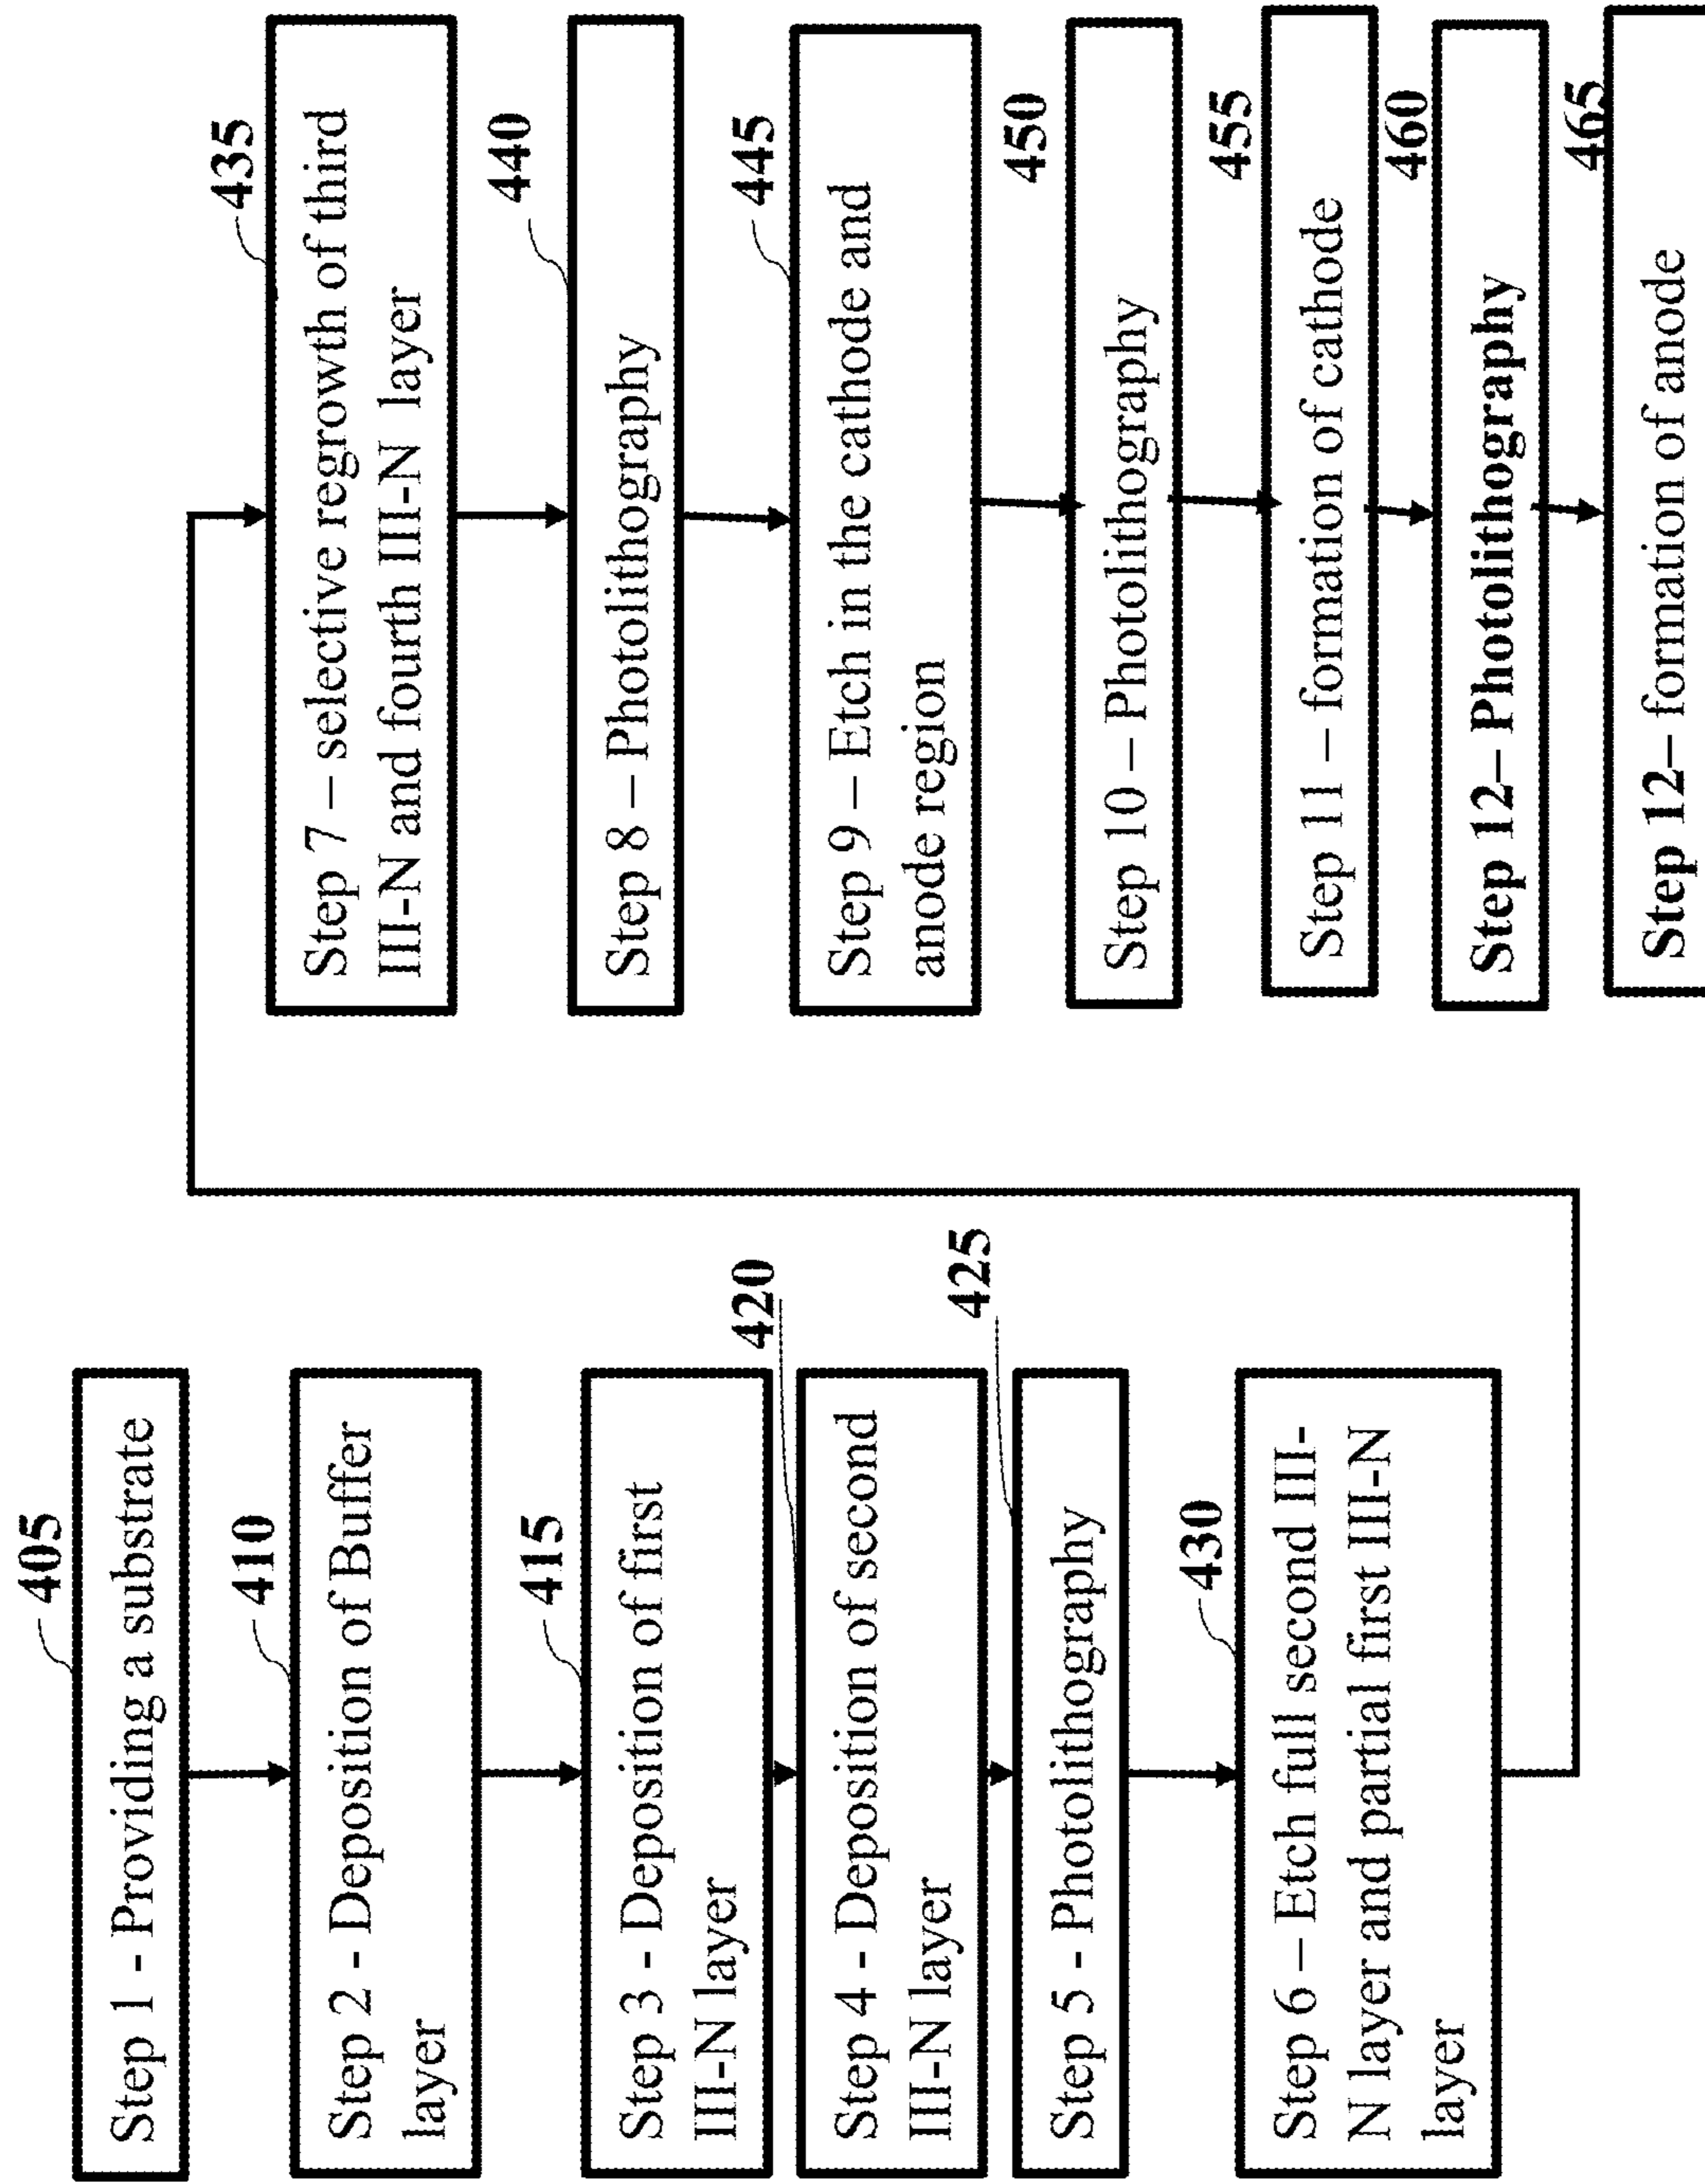 405
Step 1 - Providing a substrate
410
Step 2 - Deposition of Buffer
layer
415
Step 3 - Deposition of first
III-N layer
420
Step 4 - Deposition of second
III-N layer
425
Step 5 - Photolithography
430
Step 6 – Etch full second III-
N layer and partial first III-N
layer
435
Step 7 – selective regrowth of third
III-N and fourth III-N layer
440
Step 8 – Photolithography
445
Step 9 – Etch in the cathode and
anode region
450
Step 10 – Photolithography
455
Step 11 – formation of cathode
460
Step 12– Photolithography
465
Step 12– formation of anode